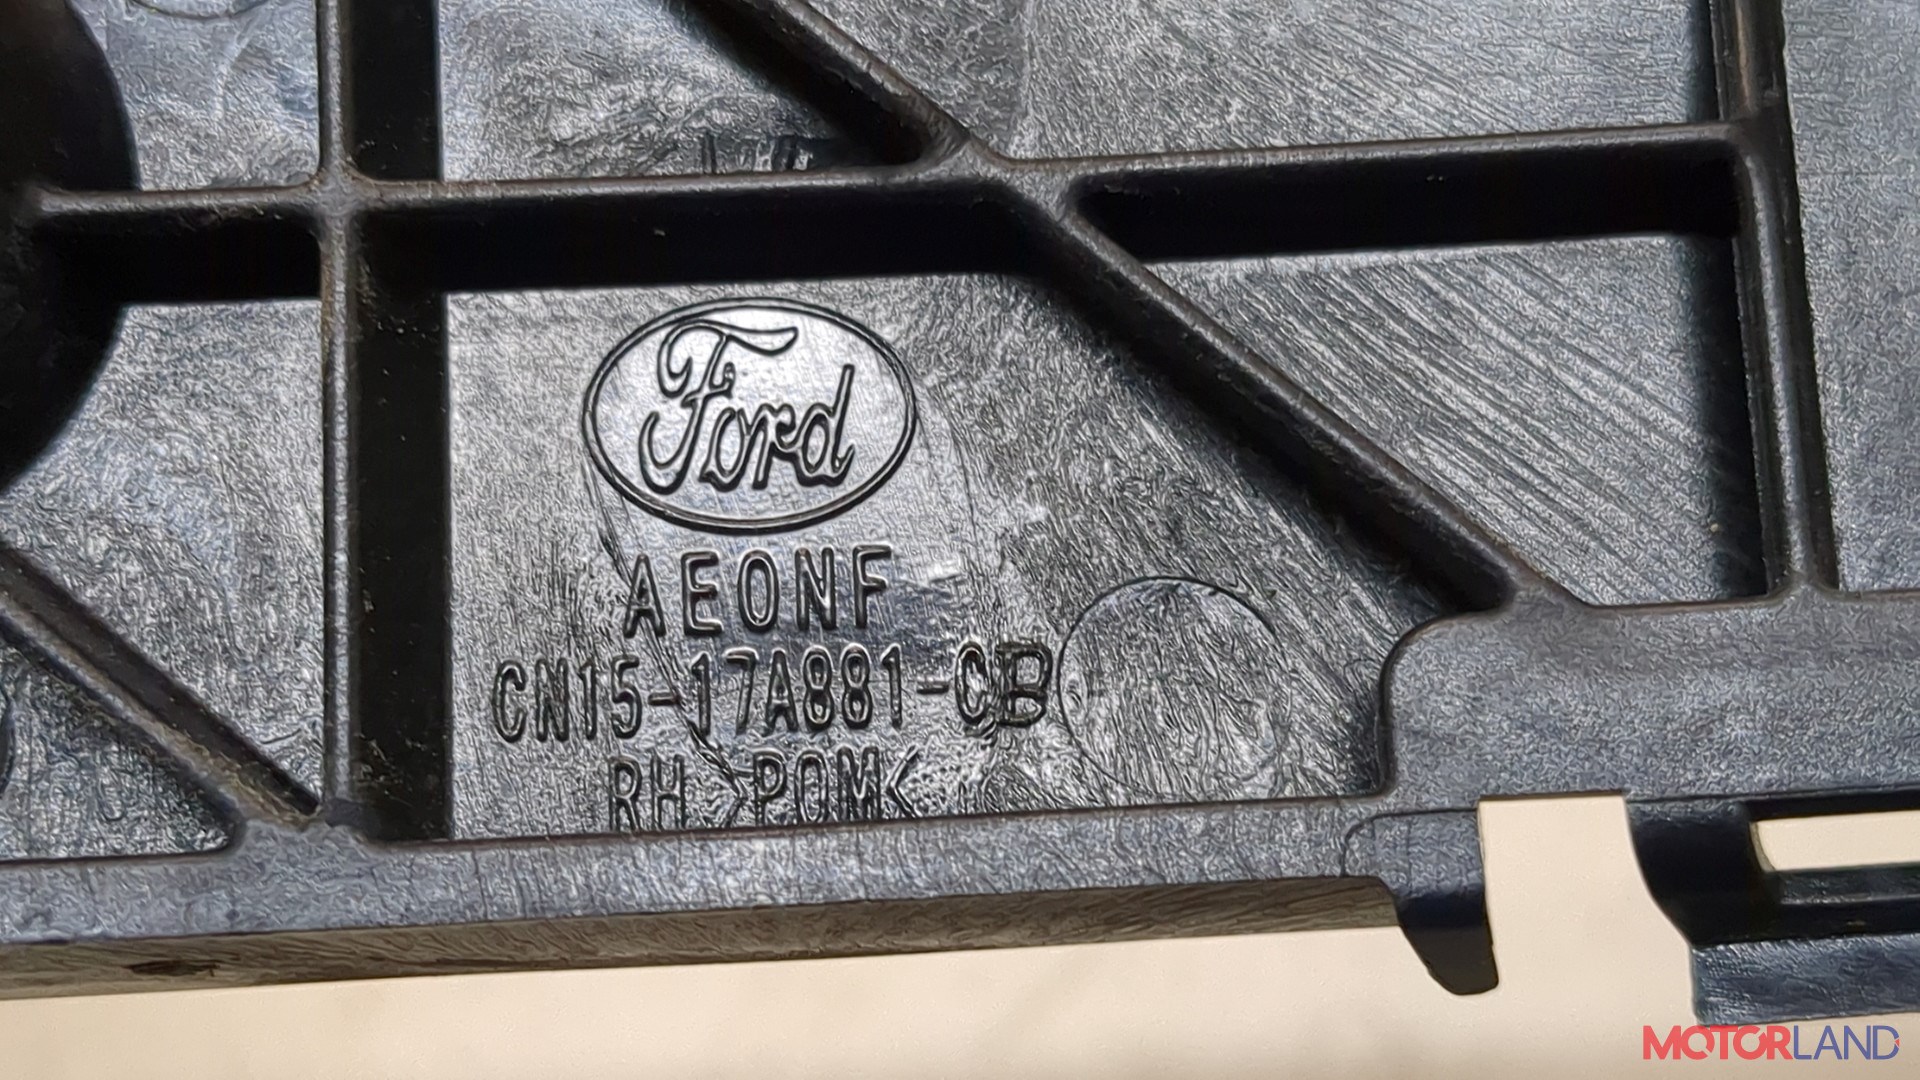 Ford
AEONF
CN15-17A881-CB
RH >POM<
MOTORLAND